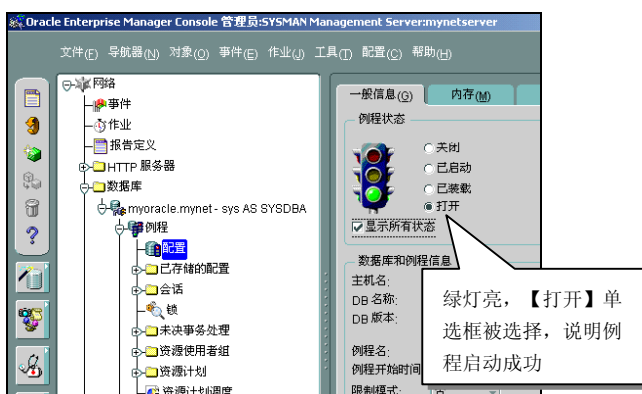 Oracle Enterprise Manager Console 管理员:SYSMAN Management Server:mynetserver
文件(F) 导航器(N) 对象(O) 事件(E) 作业(J) 工具(T) 配置(C) 帮助(H)
网络
事件
作业
报告定义
HTTP 服务器
数据库
myoracle.mynet - sys AS SYSDBA
例程
配置
已存储的配置
会话
锁
未决事务处理
资源使用者组
资源计划
资源计划调度
一般信息(G) 内存(M)
例程状态
关闭
已启动
已装载
打开
显示所有状态
数据库和例程信息
主机名:
DB 名称:
DB 版本:
例程名:
例程开始时间
限制模式:
绿灯亮，【打开】单
选框被选择，说明例
程启动成功